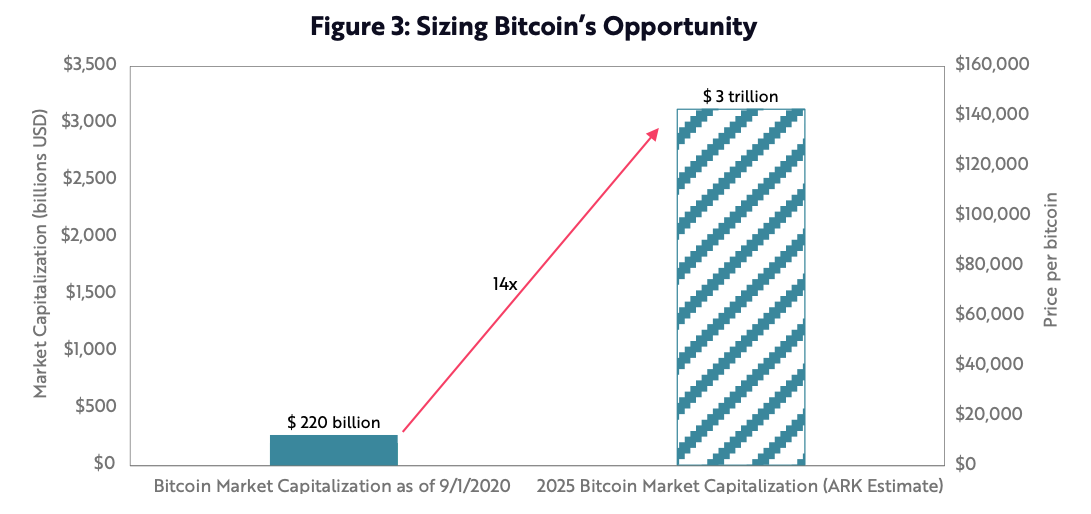 Figure 3: Sizing Bitcoin's Opportunity
$3,500
$3,000
$2,500
$2,000
$1,500
$1,000
$500
$0
Market Capitalization (billions USD)
$ 220 billion
14x
$ 3 trillion
$160,000
$140,000
$120,000
$100,000
$80,000
$60,000
$40,000
$20,000
$0
Price per bitcoin
Bitcoin Market Capitalization as of 9/1/2020
2025 Bitcoin Market Capitalization (ARK Estimate)